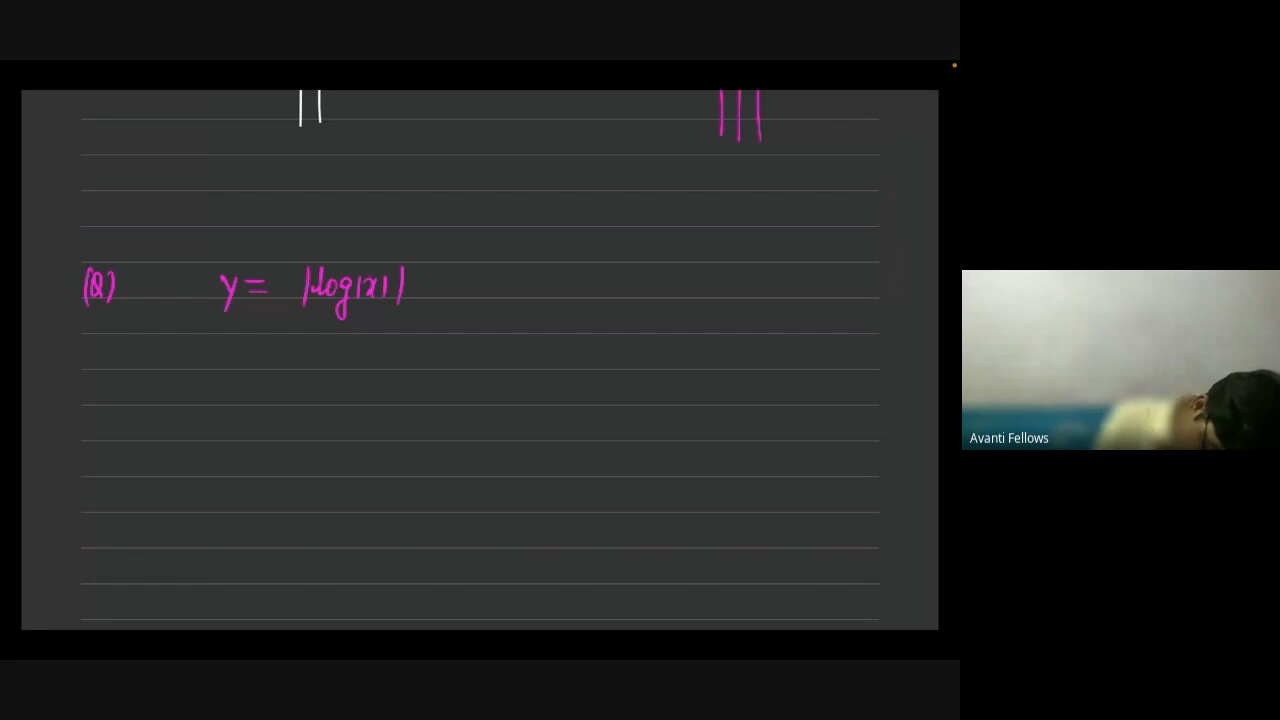 (Q) y = |log|x||
Avanti Fellows